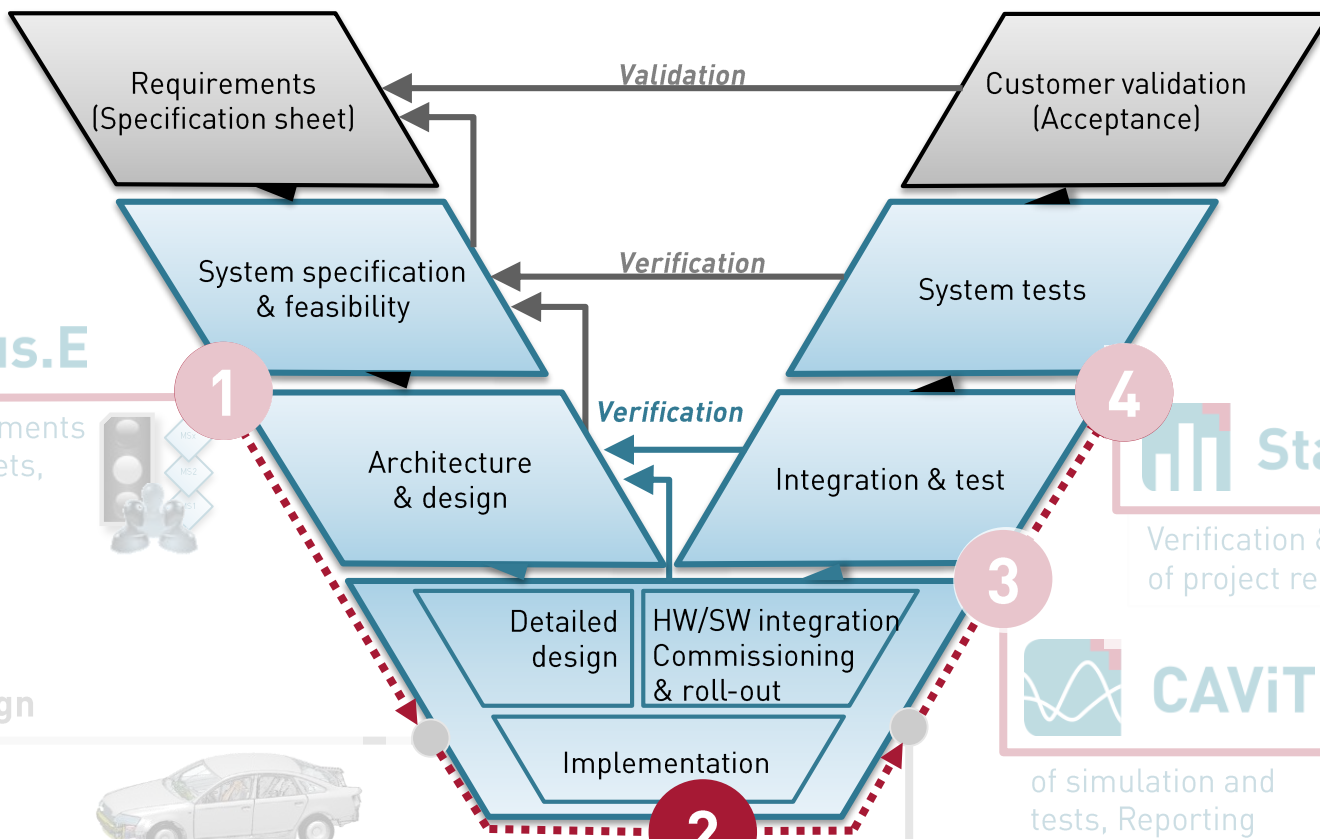 Requirements
(Specification sheet)
Validation
Customer validation
(Acceptance)
System specification
& feasibility
Verification
System tests
us.E
1
4
ments
ets,
MS2
Verification
Architecture
& design
Integration & test
Sta
Verification &
of project re
3
Detailed
design
HW/SW integration
Commissioning
& roll-out
CAViT
gn
Implementation
of simulation and
tests, Reporting
2